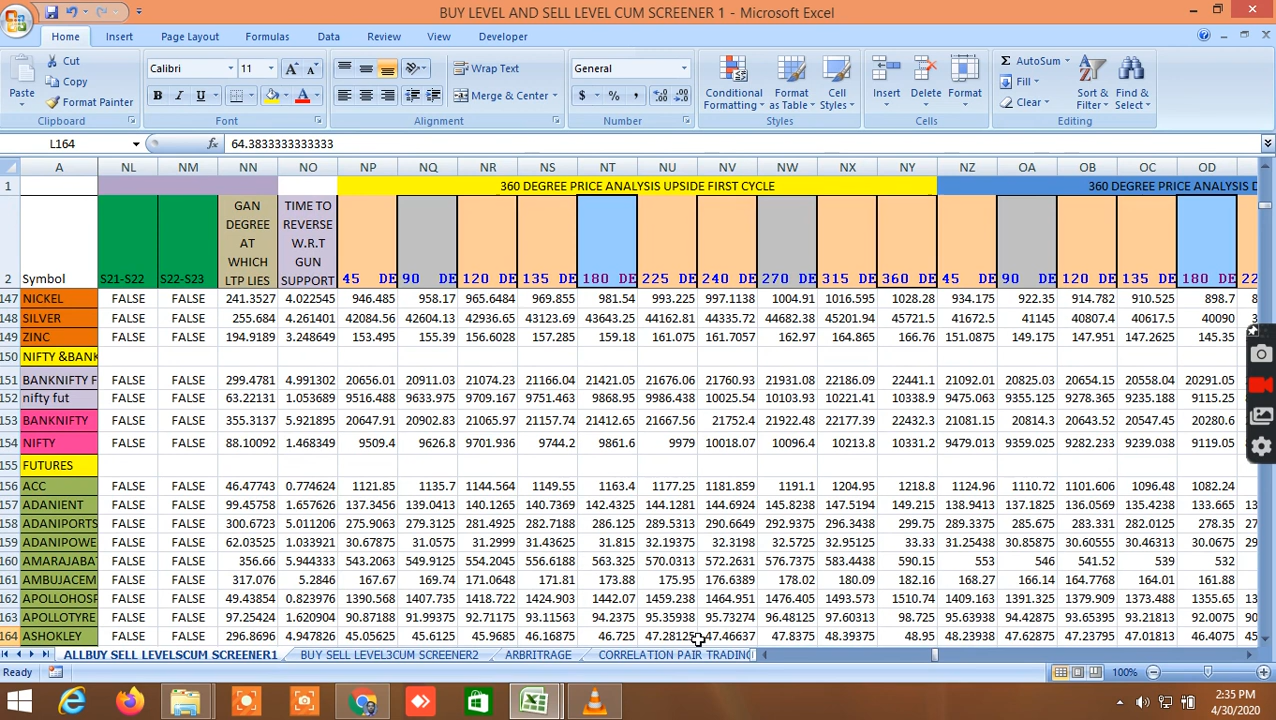 BUY LEVEL AND SELL LEVEL CUM SCREENER 1 - Microsoft Excel
Home Insert Page Layout Formulas Data Review View Developer
Cut
Copy
Format Painter
Paste
Clipboard
Calibri 11
B I U
Font
Wrap Text
Merge & Center
Alignment
General
$ % ,
Number
Conditional Formatting
Format as Table
Cell Styles
Styles
Insert Delete Format
Cells
AutoSum
Fill
Clear
Sort & Filter
Find & Select
Editing
L164 fx 64.3833333333333
A NL NM NN NO NP NQ NR NS NT NU NV NW NX NY NZ OA OB OC OD
1 360 DEGREE PRICE ANALYSIS UPSIDE FIRST CYCLE 360 DEGREE PRICE ANALYSIS D
2 Symbol S21-S22 S22-S23 GAN DEGREE AT WHICH LTP LIES TIME TO REVERSE W.R.T GUN SUPPORT 45 DE 90 DE 120 DE 135 DE 180 DE 225 DE 240 DE 270 DE 315 DE 360 DE 45 DE 90 DE 120 DE 135 DE 180 DE 22
147 NICKEL FALSE FALSE 241.3527 4.022545 946.485 958.17 965.6484 969.855 981.54 993.225 997.1138 1004.91 1016.595 1028.28 934.175 922.35 914.782 910.525 898.7 8
148 SILVER FALSE FALSE 255.684 4.261401 42084.56 42604.13 42936.65 43123.69 43643.25 44162.81 44335.72 44682.38 45201.94 45721.5 41672.5 41145 40807.4 40617.5 40090
149 ZINC FALSE FALSE 194.9189 3.248649 153.495 155.39 156.6028 157.285 159.18 161.075 161.7057 162.97 164.865 166.76 151.0875 149.175 147.951 147.2625 145.35
150 NIFTY &BANK
151 BANKNIFTY F FALSE FALSE 299.4781 4.991302 20656.01 20911.03 21074.23 21166.04 21421.05 21676.06 21760.93 21931.08 22186.09 22441.1 21092.01 20825.03 20654.15 20558.04 20291.05
152 nifty fut FALSE FALSE 63.22131 1.053689 9516.488 9633.975 9709.167 9751.463 9868.95 9986.438 10025.54 10103.93 10221.41 10338.9 9475.063 9355.125 9278.365 9235.188 9115.25
153 BANKNIFTY FALSE FALSE 355.3137 5.921895 20647.91 20902.83 21065.97 21157.74 21412.65 21667.56 21752.4 21922.48 22177.39 22432.3 21081.15 20814.3 20643.52 20547.45 20280.6
154 NIFTY FALSE FALSE 88.10092 1.468349 9509.4 9626.8 9701.936 9744.2 9861.6 9979 10018.07 10096.4 10213.8 10331.2 9479.013 9359.025 9282.233 9239.038 9119.05
155 FUTURES
156 ACC FALSE FALSE 46.47743 0.774624 1121.85 1135.7 1144.564 1149.55 1163.4 1177.25 1181.859 1191.1 1204.95 1218.8 1124.96 1110.72 1101.606 1096.48 1082.24
157 ADANIENT FALSE FALSE 99.45755 1.657626 137.3456 139.0413 140.1265 140.7369 142.4325 144.1281 144.6924 145.8238 147.5194 149.215 138.9413 137.1825 136.0569 135.4238 133.665
158 ADANIPORTS FALSE FALSE 300.6723 5.011206 275.9063 279.3125 281.4925 282.7188 286.125 289.5313 290.6649 292.9375 296.3438 299.75 289.3375 285.675 283.331 282.0125 278.35
159 ADANIPOWE FALSE FALSE 62.03525 1.033921 30.67875 31.0575 31.2999 31.43625 31.815 32.19375 32.3198 32.5725 32.95125 33.33 31.25438 30.85875 30.60555 30.46313 30.0675
160 AMARAJABA FALSE FALSE 356.66 5.944333 543.2063 549.9125 554.2045 556.6188 563.325 570.0313 572.2631 576.7375 583.4438 590.15 553 546 541.52 539 532
161 AMBUJACEM FALSE FALSE 317.076 5.2846 167.67 169.74 171.0648 171.81 173.88 175.95 176.6389 178.02 180.09 182.16 168.27 166.14 164.7768 164.01 161.88
162 APOLLOHOSP FALSE FALSE 49.43854 0.823976 1390.568 1407.735 1418.722 1424.903 1442.07 1459.238 1464.951 1476.405 1493.573 1510.74 1409.163 1391.325 1379.909 1373.488 1355.65
163 APOLLOTYRE FALSE FALSE 97.25424 1.620904 90.87188 91.99375 92.71175 93.11563 94.2375 95.35938 95.73274 96.48125 97.60313 98.725 95.63594 94.42875 93.65615 93.22153 92.0075
164 ASHOKLEY FALSE FALSE 296.8696 4.947826 45.05625 45.6125 45.9685 46.16875 46.725 47.28125 47.46637 47.8375 48.39375 48.95 48.23938 47.62875 47.23795 47.01813 46.4075
ALLBUY SELL LEVELSCUM SCREENER1 BUY SELL LEVEL3CUM SCREENER2 ARBRITRAGE CORRELATION PAIR TRADING
Ready 100%
2:35 PM
4/30/2020